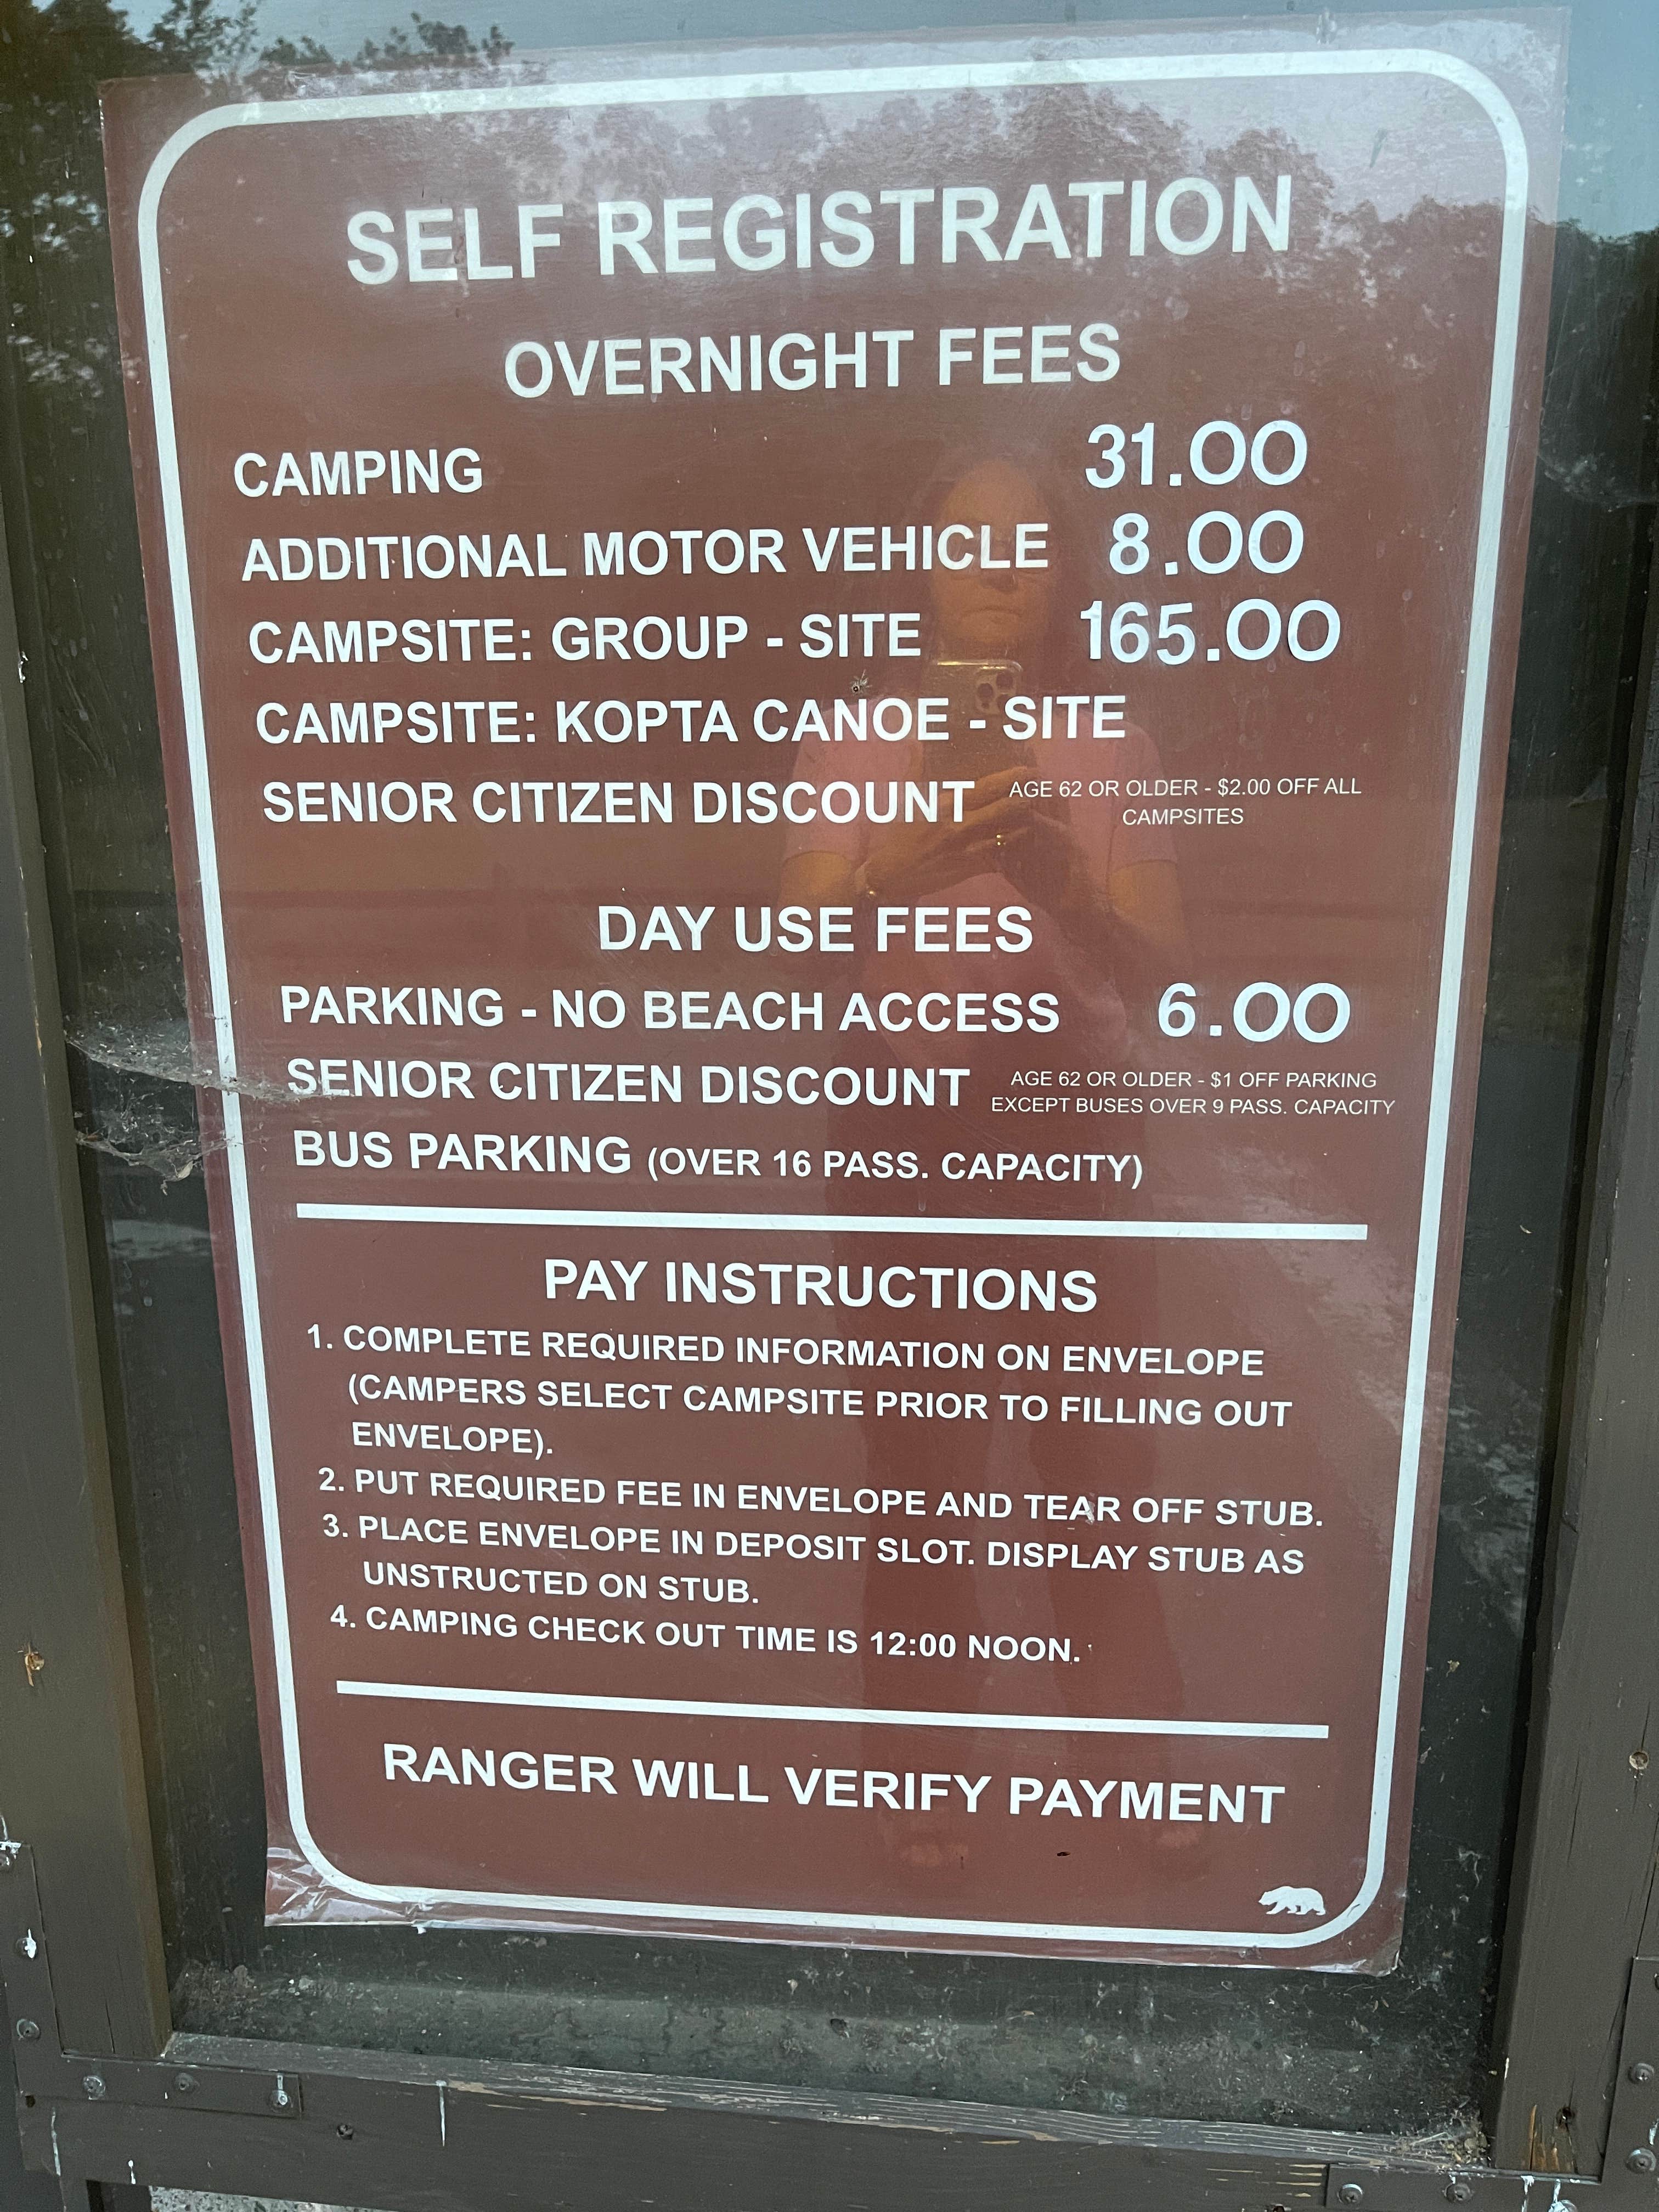 SELF REGISTRATION
OVERNIGHT FEES
CAMPING 31.00
ADDITIONAL MOTOR VEHICLE 8.00
CAMPSITE: GROUP - SITE 165.00
CAMPSITE: KOPTA CANOE - SITE
SENIOR CITIZEN DISCOUNT AGE 62 OR OLDER - $2.00 OFF ALL
CAMPSITES
DAY USE FEES
PARKING - NO BEACH ACCESS 6.00
SENIOR CITIZEN DISCOUNT AGE 62 OR OLDER - $1 OFF PARKING
EXCEPT BUSES OVER 9 PASS. CAPACITY
BUS PARKING (OVER 16 PASS. CAPACITY)
PAY INSTRUCTIONS
1. COMPLETE REQUIRED INFORMATION ON ENVELOPE
(CAMPERS SELECT CAMPSITE PRIOR TO FILLING OUT
ENVELOPE).
2. PUT REQUIRED FEE IN ENVELOPE AND TEAR OFF STUB.
3. PLACE ENVELOPE IN DEPOSIT SLOT. DISPLAY STUB AS
UNSTRUCTED ON STUB.
4. CAMPING CHECK OUT TIME IS 12:00 NOON.
RANGER WILL VERIFY PAYMENT